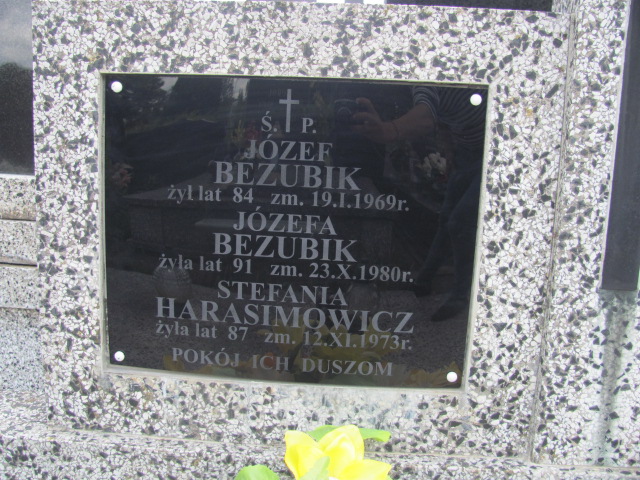 Ś. P.
JÓZEF
BEZUBIK
żył lat 84 zm. 19.I.1969r.
JÓZEFA
BEZUBIK
żyła lat 91 zm. 23.X.1980r.
STEFANIA
HARASIMOWICZ
żyła lat 87 zm. 12.XI.1973r.
POKÓJ ICH DUSZOM